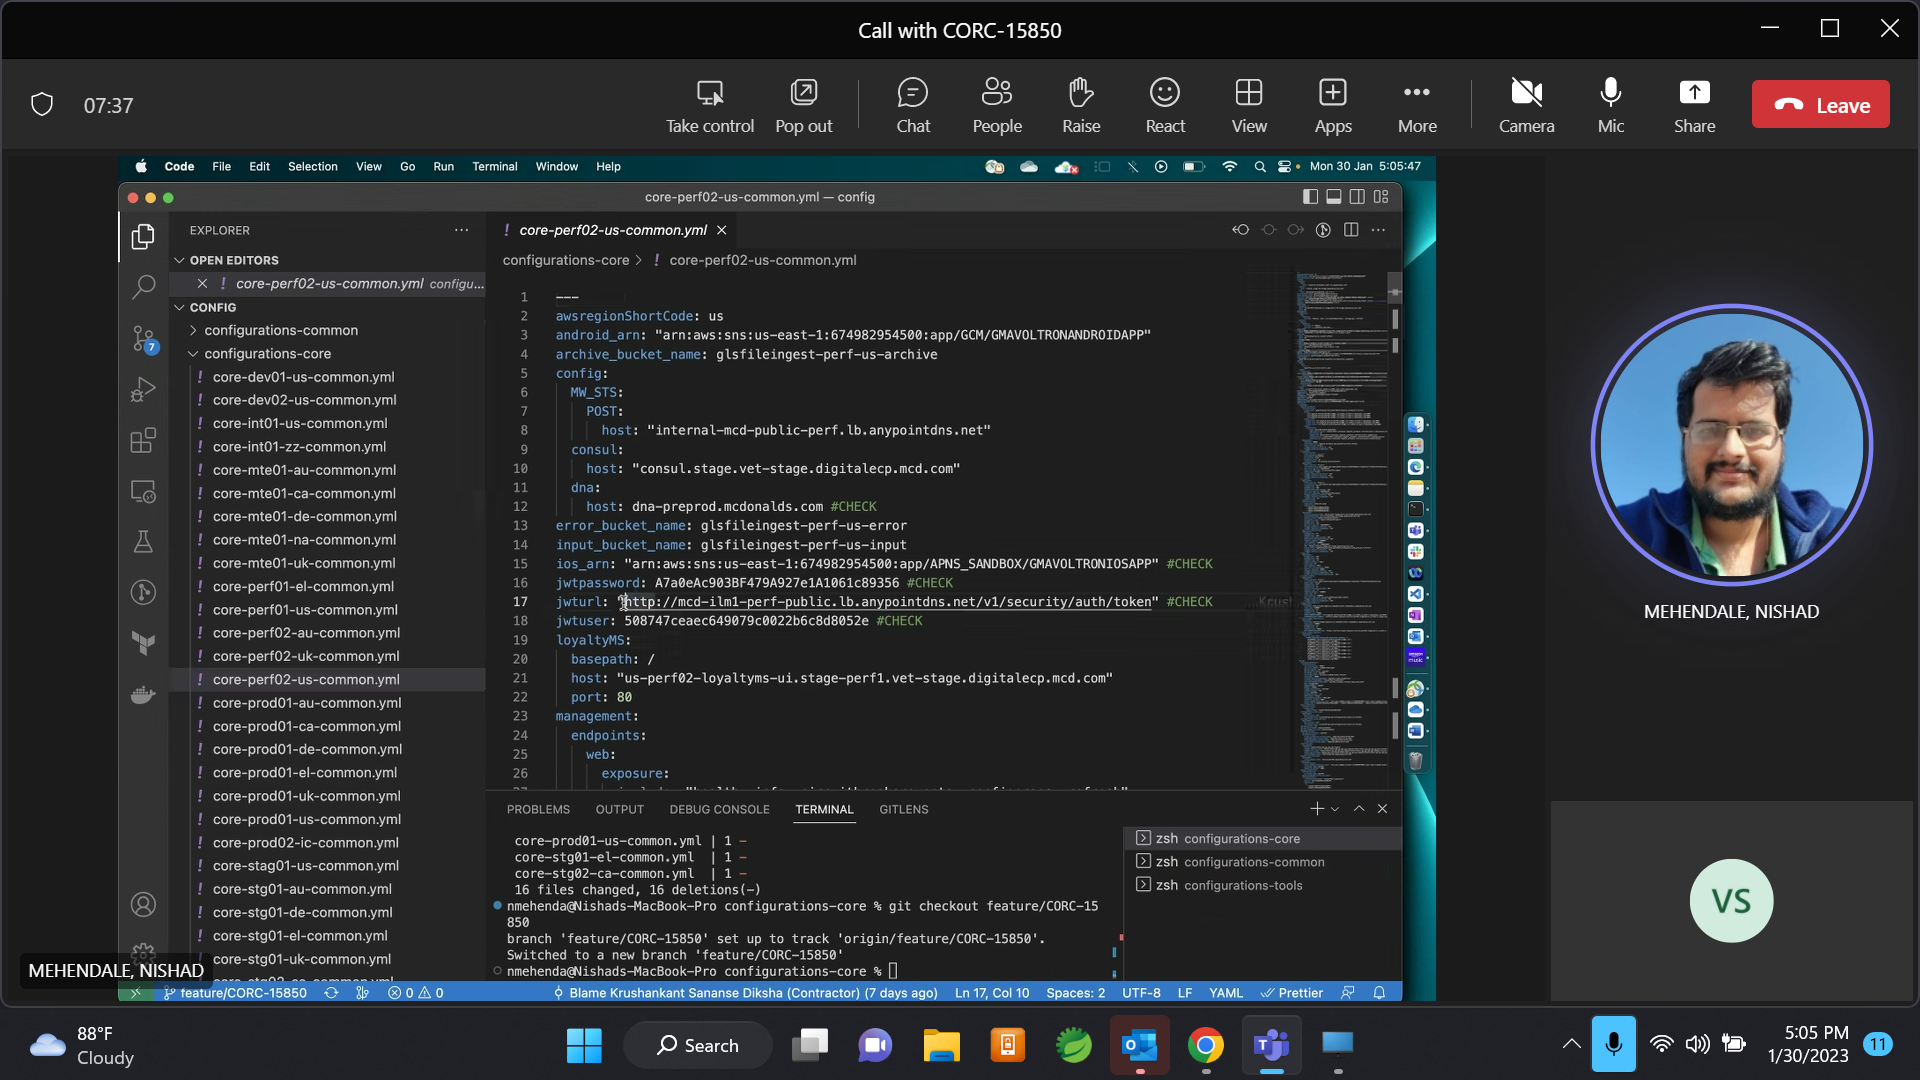 Call with CORC-15850
07:37
Take control
Pop out
Chat
People
Raise
React
View
Apps
More
Camera
Mic
Share
Leave
Code File Edit Selection View Go Run Terminal Window Help
Mon 30 Jan 5:05:47
core-perf02-us-common.yml — config
EXPLORER
OPEN EDITORS
! core-perf02-us-common.yml configu...
CONFIG
configurations-common
configurations-core
! core-dev01-us-common.yml
! core-dev02-us-common.yml
! core-int01-us-common.yml
! core-int01-zz-common.yml
! core-mte01-au-common.yml
! core-mte01-ca-common.yml
! core-mte01-de-common.yml
! core-mte01-na-common.yml
! core-mte01-uk-common.yml
! core-perf01-el-common.yml
! core-perf01-us-common.yml
! core-perf02-au-common.yml
! core-perf02-uk-common.yml
! core-perf02-us-common.yml
! core-prod01-au-common.yml
! core-prod01-ca-common.yml
! core-prod01-de-common.yml
! core-prod01-el-common.yml
! core-prod01-uk-common.yml
! core-prod01-us-common.yml
! core-prod02-ic-common.yml
! core-stag01-us-common.yml
! core-stg01-au-common.yml
! core-stg01-de-common.yml
! core-stg01-el-common.yml
! core-stg01-uk-common.yml
7
! core-perf02-us-common.yml
configurations-core > ! core-perf02-us-common.yml
1 ---
2 awsregionShortCode: us
3 android_arn: "arn:aws:sns:us-east-1:674982954500:app/GCM/GMAVOLTRONANDROIDAPP"
4 archive_bucket_name: glsfileingest-perf-us-archive
5 config:
6 MW_STS:
7 POST:
8 host: "internal-mcd-public-perf.lb.anypointdns.net"
9 consul:
10 host: "consul.stage.vet-stage.digitalecp.mcd.com"
11 dna:
12 host: dna-preprod.mcdonalds.com #CHECK
13 error_bucket_name: glsfileingest-perf-us-error
14 input_bucket_name: glsfileingest-perf-us-input
15 ios_arn: "arn:aws:sns:us-east-1:674982954500:app/APNS_SANDBOX/GMAVOLTRONIOSAPP" #CHECK
16 jwtpassword: A7a0eAc903BF479A927e1A1061c89356 #CHECK
17 jwturl: "http://mcd-ilm1-perf-public.lb.anypointdns.net/v1/security/auth/token" #CHECK Krush
18 jwtuser: 508747ceaec649079c0022b6c8d8052e #CHECK
19 loyaltyMS:
20 basepath: /
21 host: "us-perf02-loyaltyms-ui.stage-perf1.vet-stage.digitalecp.mcd.com"
22 port: 80
23 management:
24 endpoints:
25 web:
26 exposure:
PROBLEMS OUTPUT DEBUG CONSOLE TERMINAL GITLENS
core-prod01-us-common.yml | 1 -
core-stg01-el-common.yml | 1 -
core-stg02-ca-common.yml | 1 -
16 files changed, 16 deletions(-)
nmehenda@Nishads-MacBook-Pro configurations-core % git checkout feature/CORC-15
850
branch 'feature/CORC-15850' set up to track 'origin/feature/CORC-15850'.
Switched to a new branch 'feature/CORC-15850'
nmehenda@Nishads-MacBook-Pro configurations-core %
zsh configurations-core
zsh configurations-common
zsh configurations-tools
MEHENDALE, NISHAD
feature/CORC-15850
0 0
Blame Krushankant Sananse Diksha (Contractor) (7 days ago) Ln 17, Col 10 Spaces: 2 UTF-8 LF YAML Prettier
MEHENDALE, NISHAD
VS
88°F
Cloudy
Search
5:05 PM
1/30/2023
11